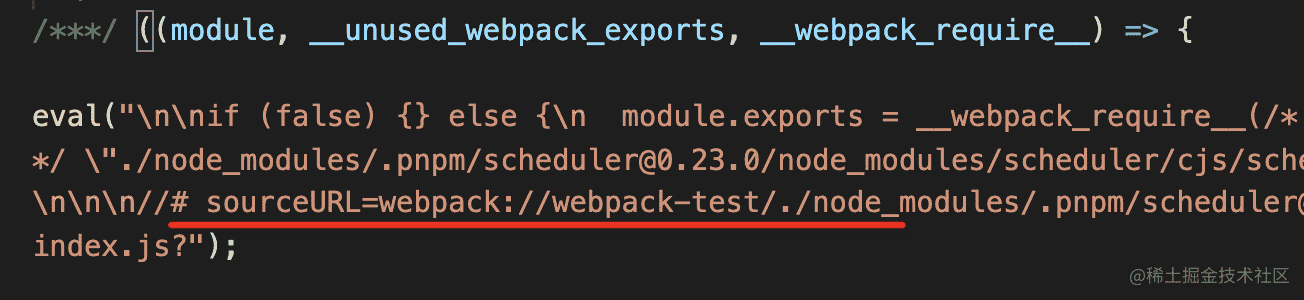 /***/ ((module, __unused_webpack_exports, __webpack_require__) => {
eval("\n\nif (false) {} else {\n  module.exports = __webpack_require__(/*
*/ \"./node_modules/.pnpm/scheduler@0.23.0/node_modules/scheduler/cjs/sche
\n\n\n//# sourceURL=webpack://webpack-test/./node_modules/.pnpm/scheduler@
index.js?");
@稀土掘金技术社区